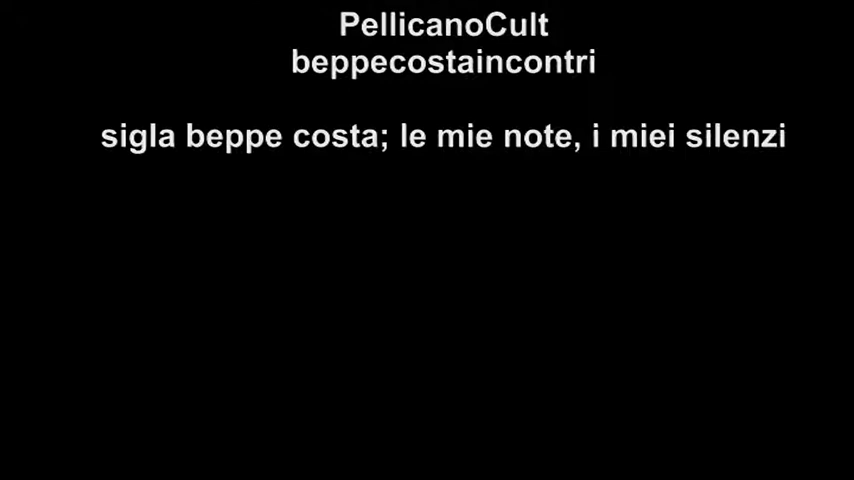 PellicanoCult
beppecostaincontri
sigla beppe costa; le mie note, i miei silenzi